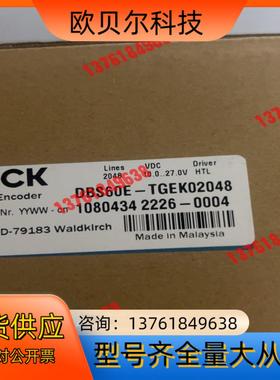 欧贝尔科技
13761849638
CK
Lines
VDC
Driver
Encoder
2048
10.0..27.0V
HTL
DBS60E-TGEK02048
Nr. YYWW - cn
1080434 2226-0004
D-79183 Waldkirch
Made in Malaysia
货供应
咨询：13761849638
对公开票
型号齐全量大从